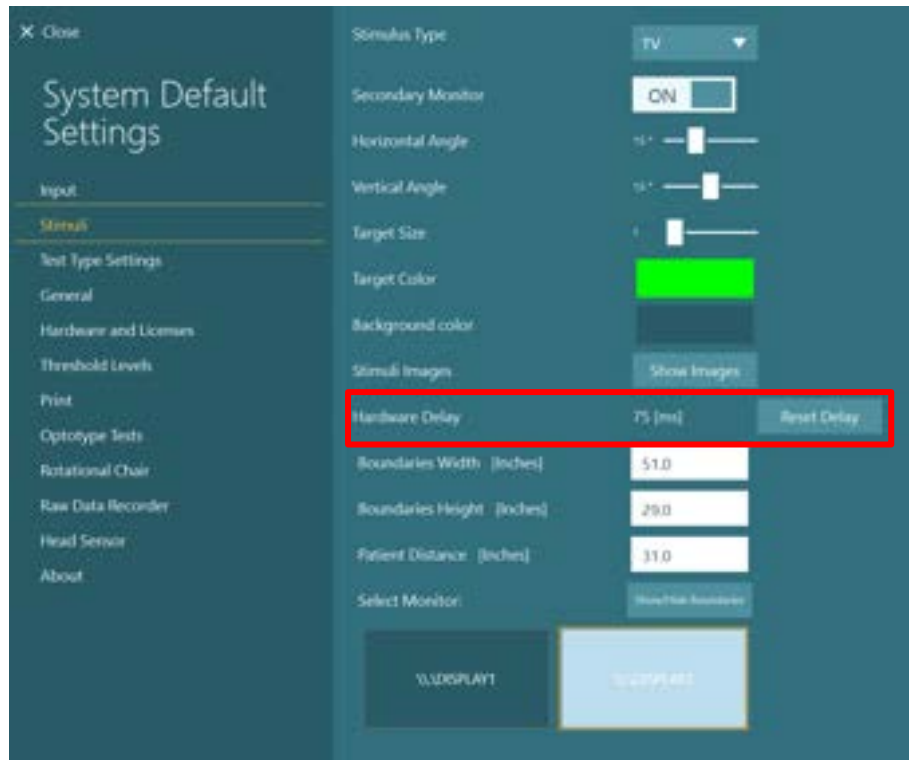 Close
System Default
Settings
Input
Stimuli
Test Type Settings
General
Hardware and Licenses
Threshold Levels
Print
Optotype Tests
Rotational Chair
Raw Data Recorder
Head Sensor
About
Stimulus Type
TV
Secondary Monitor
ON
Horizontal Angle
Vertical Angle
Target Size
Target Color
Background color
Stimuli Images
Show Images
Hardware Delay
75 [ms]
Reset Delay
Boundaries Width [Inches]
51.0
Boundaries Height [Inches]
29.0
Patient Distance [Inches]
31.0
Select Monitor:
Show/Hide Boundaries
\\.\DISPLAY1